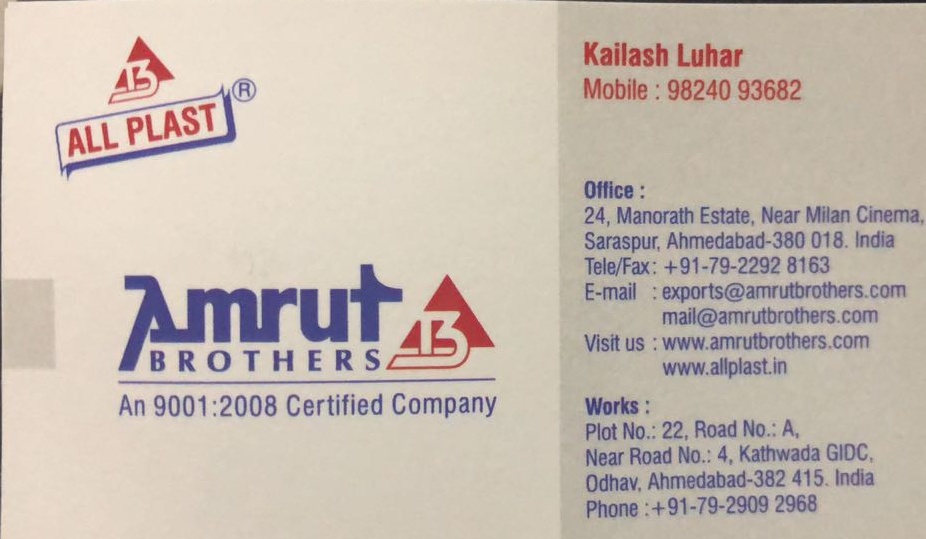 ALL PLAST ®
Amrut
BROTHERS
An 9001:2008 Certified Company
Kailash Luhar
Mobile : 98240 93682
Office :
24, Manorath Estate, Near Milan Cinema,
Saraspur, Ahmedabad-380 018. India
Tele/Fax : +91-79-2292 8163
E-mail : exports@amrutbrothers.com
mail@amrutbrothers.com
Visit us : www.amrutbrothers.com
www.allplast.in
Works :
Plot No.: 22, Road No.: A,
Near Road No.: 4, Kathwada GIDC,
Odhav, Ahmedabad-382 415. India
Phone :+91-79-2909 2968